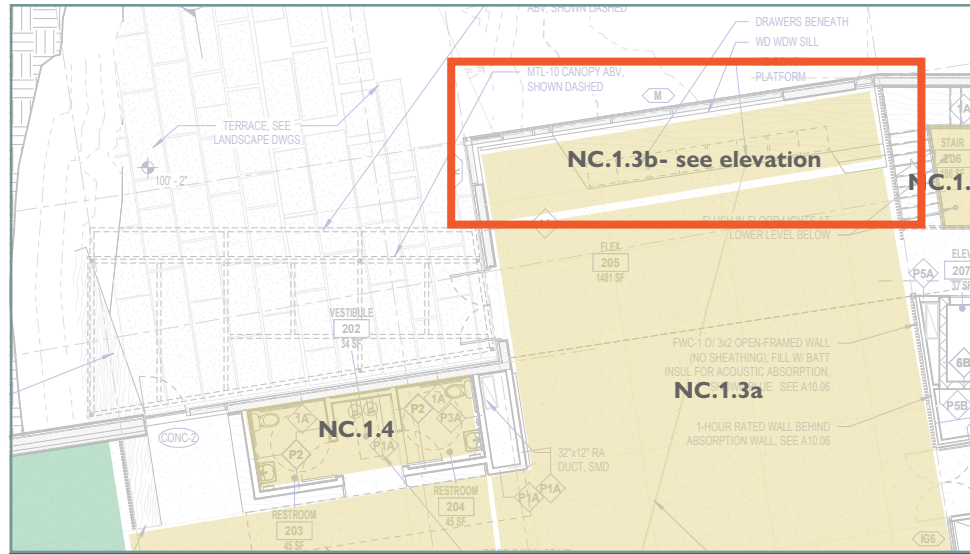 ABV, SHOWN DASHED
DRAWERS BENEATH
WD WDW SILL
PLATFORM
MTL-10 CANOPY ABV,
SHOWN DASHED
M
TERRACE, SEE
LANDSCAPE DWGS
100' - 2"
NC.1.3b- see elevation
STAIR
206
NC.1.
FLUSH IN FLOOR LIGHTS AT
LOWER LEVEL BELOW
FLEX
205
1481 SF
P5A
207
37 SF
VESTIBULE
202
34 SF
FWC-1 O/ 3x2 OPEN-FRAMED WALL
(NO SHEATHING), FILL W/ BATT
INSUL FOR ACOUSTIC ABSORPTION,
SEE A10.06
NC.1.3a
6B
P5B
1-HOUR RATED WALL BEHIND
ABSORPTION WALL. SEE A10.06
1A
P2
1A
P3A
NC.1.4
P1A
P2
CONC-2
32"x12" RA
DUCT, SMD
P1A
P1A
RESTROOM
204
45 SF
RESTROOM
203
45 SF
IG6